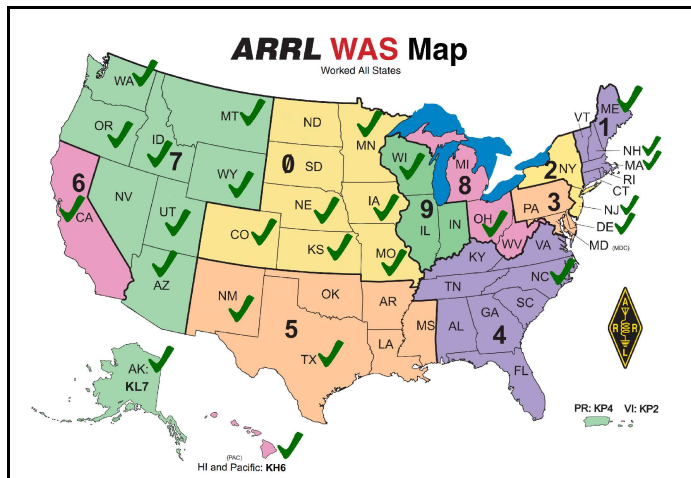 ARRL WAS Map
Worked All States
WA
MT
ND
MN
VT
ME
1
OR
ID
7
WY
Ø
SD
WI
MI
8
2
NY
NH
MA
RI
CT
6
CA
NV
UT
NE
IA
9
IL
IN
OH
PA
3
NJ
DE
MD (MDC)
CO
KS
MO
WV
VA
KY
AZ
NM
OK
AR
TN
NC
SC
5
TX
LA
MS
AL
GA
4
FL
A
R R
L
AK:
KL7
PR: KP4 VI: KP2
(PAC)
HI and Pacific: KH6